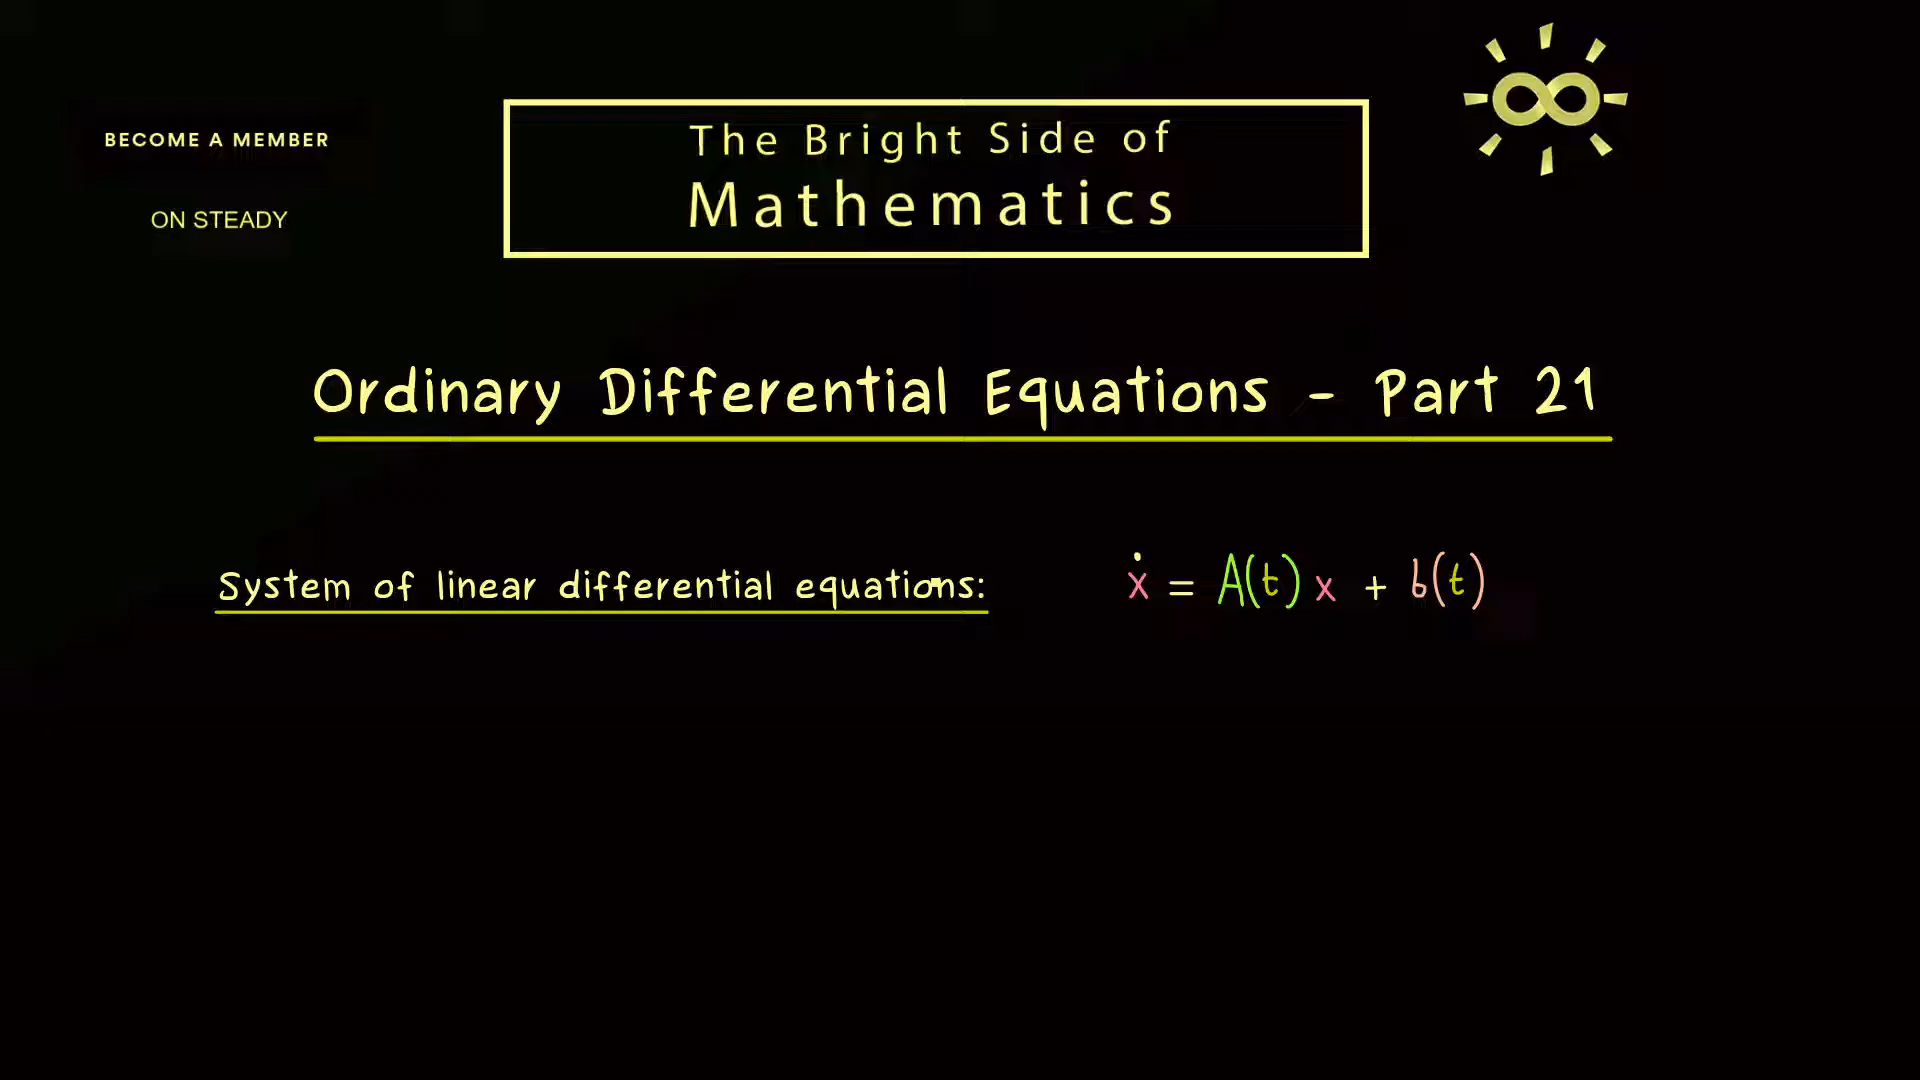 BECOME A MEMBER
ON STEADY
The Bright Side of
Mathematics
Ordinary Differential Equations - Part 21
System of linear differential equations: ẋ = A(t) x + b(t)